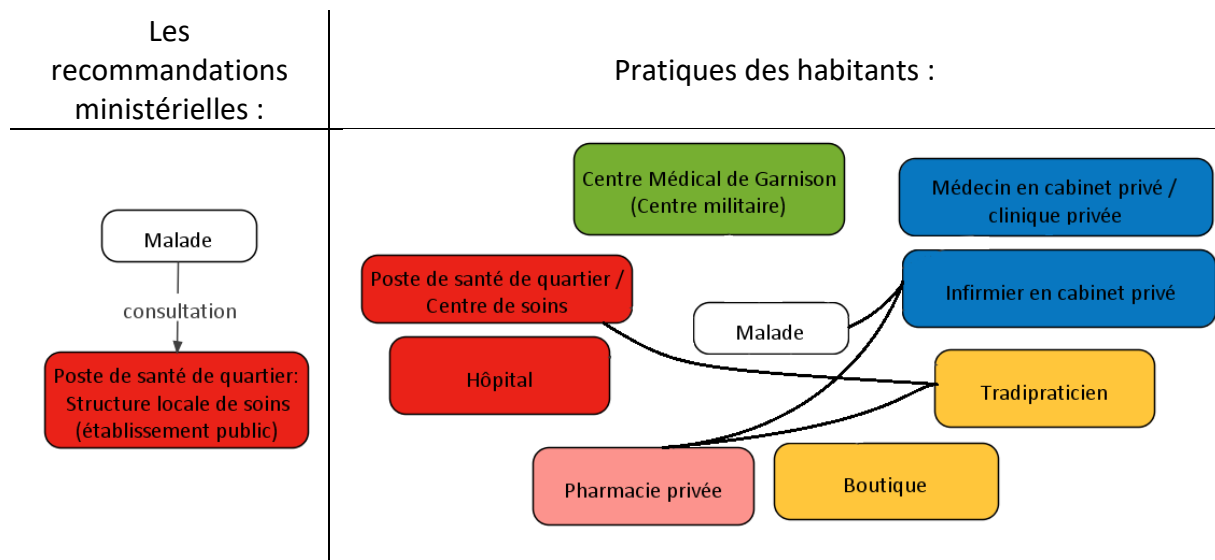 Les
recommandations
ministérielles :
Pratiques des habitants :
Malade
consultation
Poste de santé de quartier:
Structure locale de soins
(établissement public)
Centre Médical de Garnison
(Centre militaire)
Médecin en cabinet privé /
clinique privée
Poste de santé de quartier /
Centre de soins
Infirmier en cabinet privé
Malade
Hôpital
Tradipraticien
Pharmacie privée
Boutique